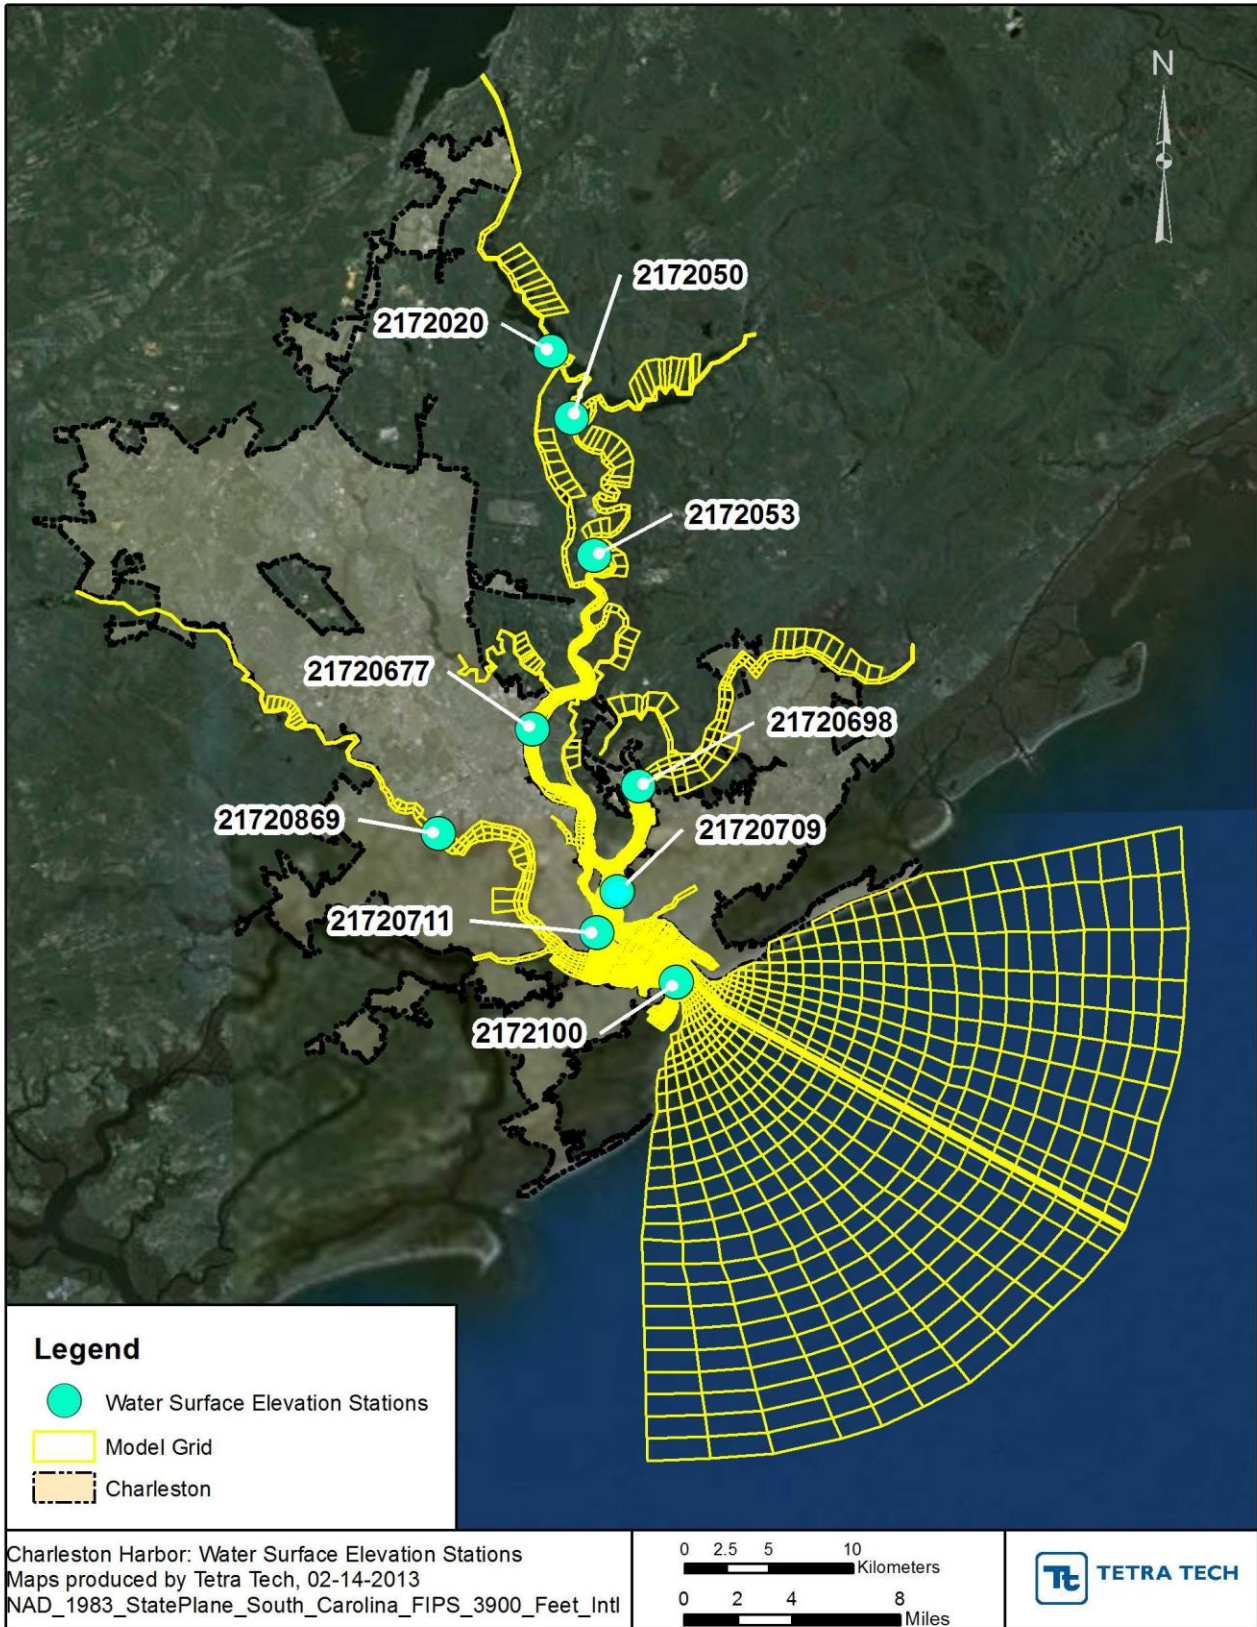 N
2172050
2172020
2172053
21720677
21720698
21720869
21720709
21720711
2172100
Legend
Water Surface Elevation Stations
Model Grid
Charleston
Charleston Harbor: Water Surface Elevation Stations
Maps produced by Tetra Tech, 02-14-2013
NAD_1983_StatePlane_South_Carolina_FIPS_3900_Feet_Intl
0 2.5 5 10
Kilometers
0 2 4 8
Miles
Tt TETRA TECH